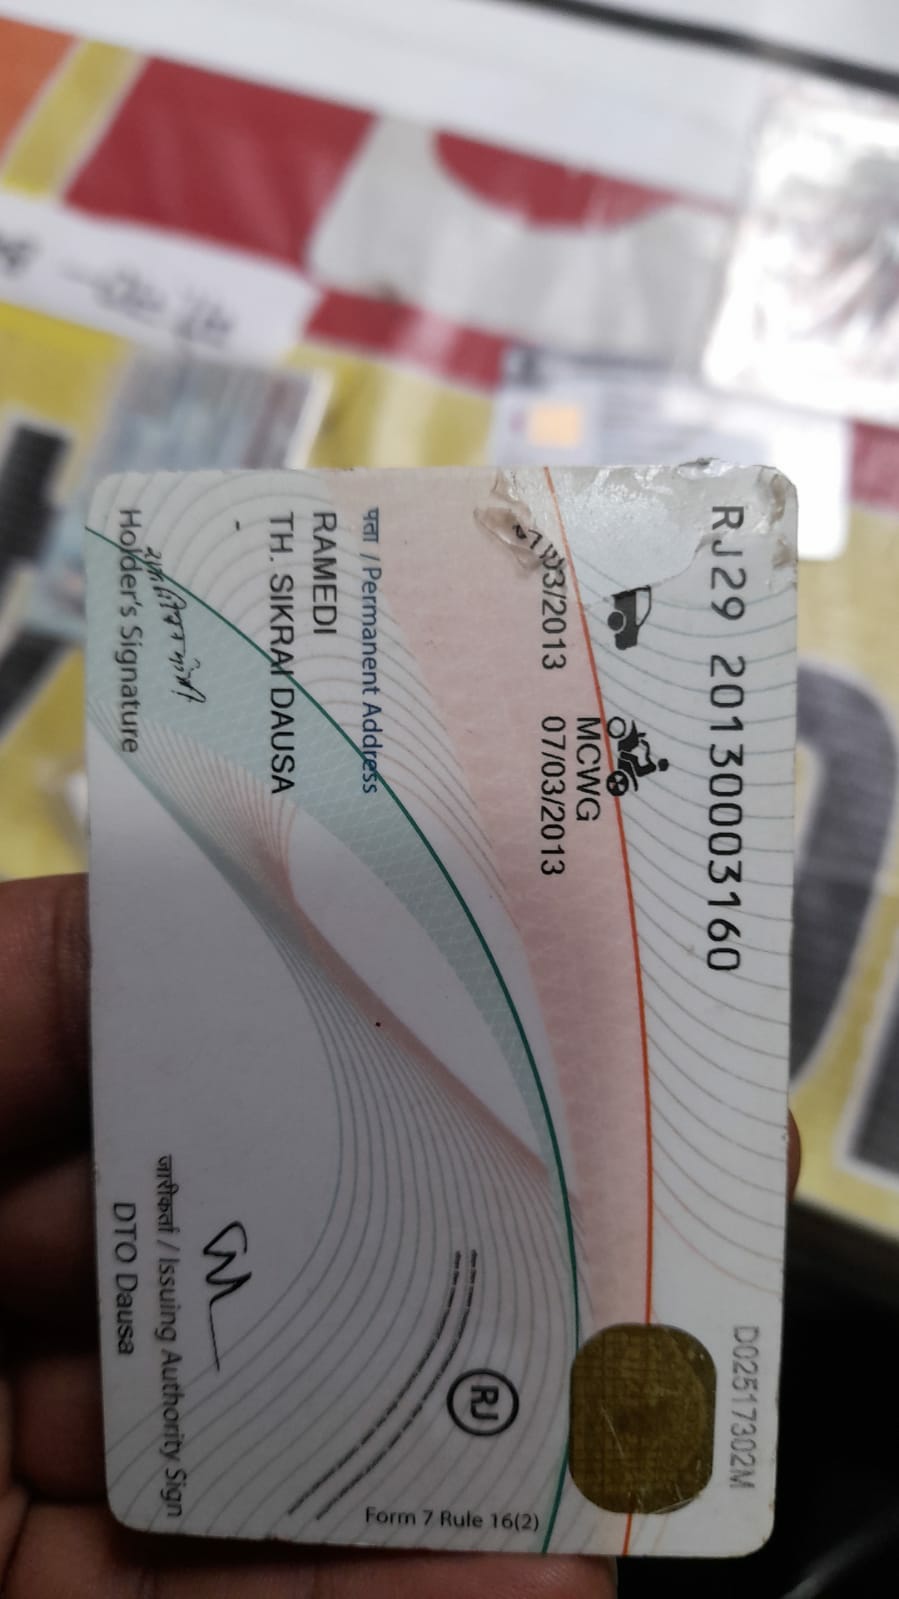 RJ29 20130003160
D02517302M
MCWG
03/2013 07/03/2013
पता / Permanent Address
RAMEDI
TH. SIKRAI DAUSA
-
Holder's Signature
RJ
जारीकर्ता / Issuing Authority Sign
DTO Dausa
Form 7 Rule 16(2)